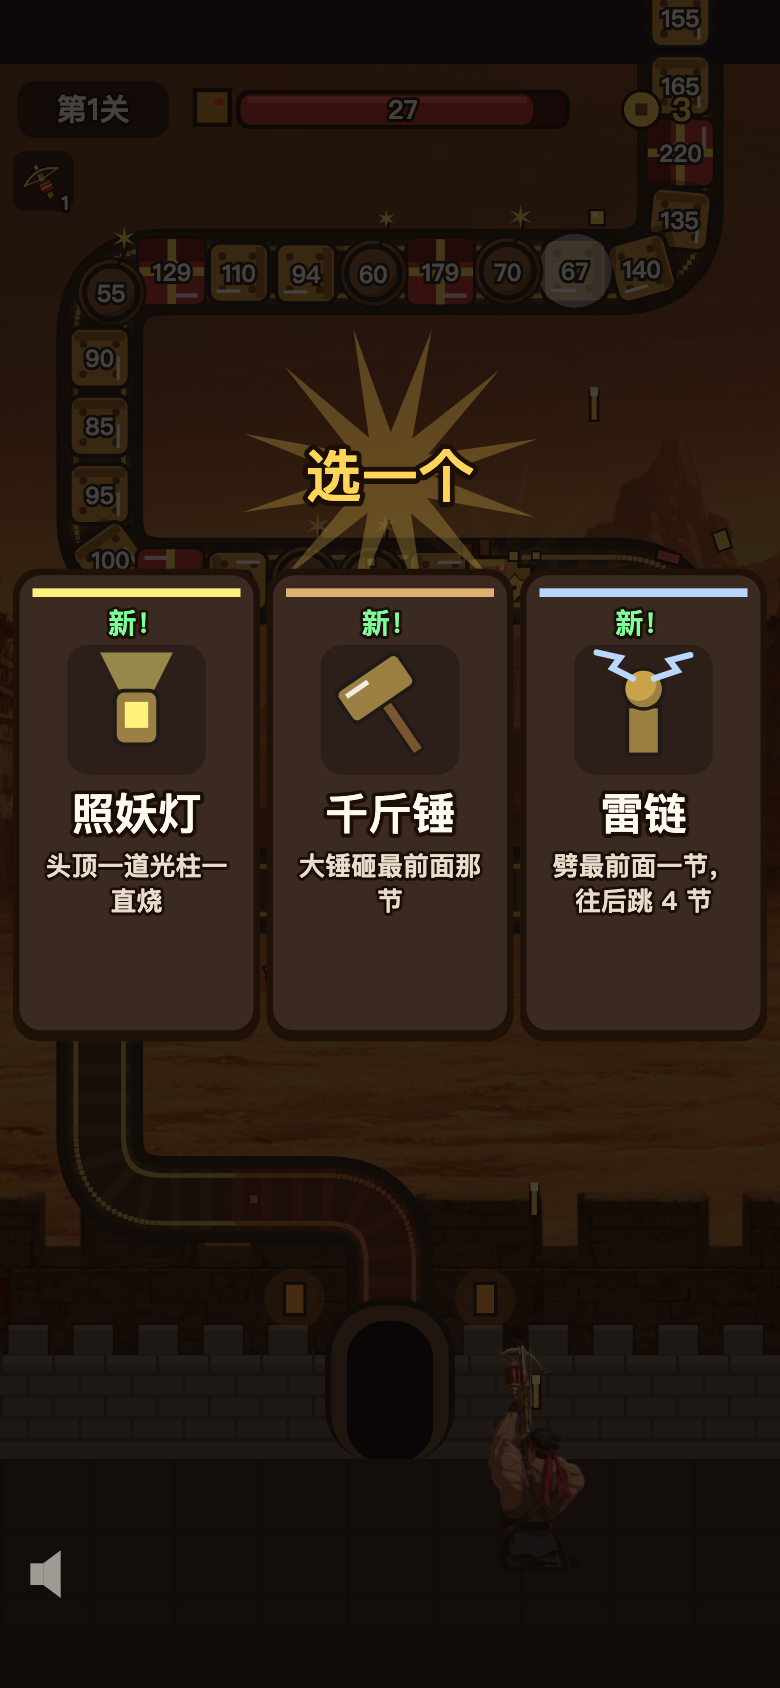 155
第1关
27
165
3
220
1
135
55
129
110
94
60
179
70
67
140
90
85
95
选一个
100
新!
新!
新!
照妖灯
千斤锤
雷链
头顶一道光柱一
直烧
大锤砸最前面那
节
劈最前面一节,
往后跳 4 节